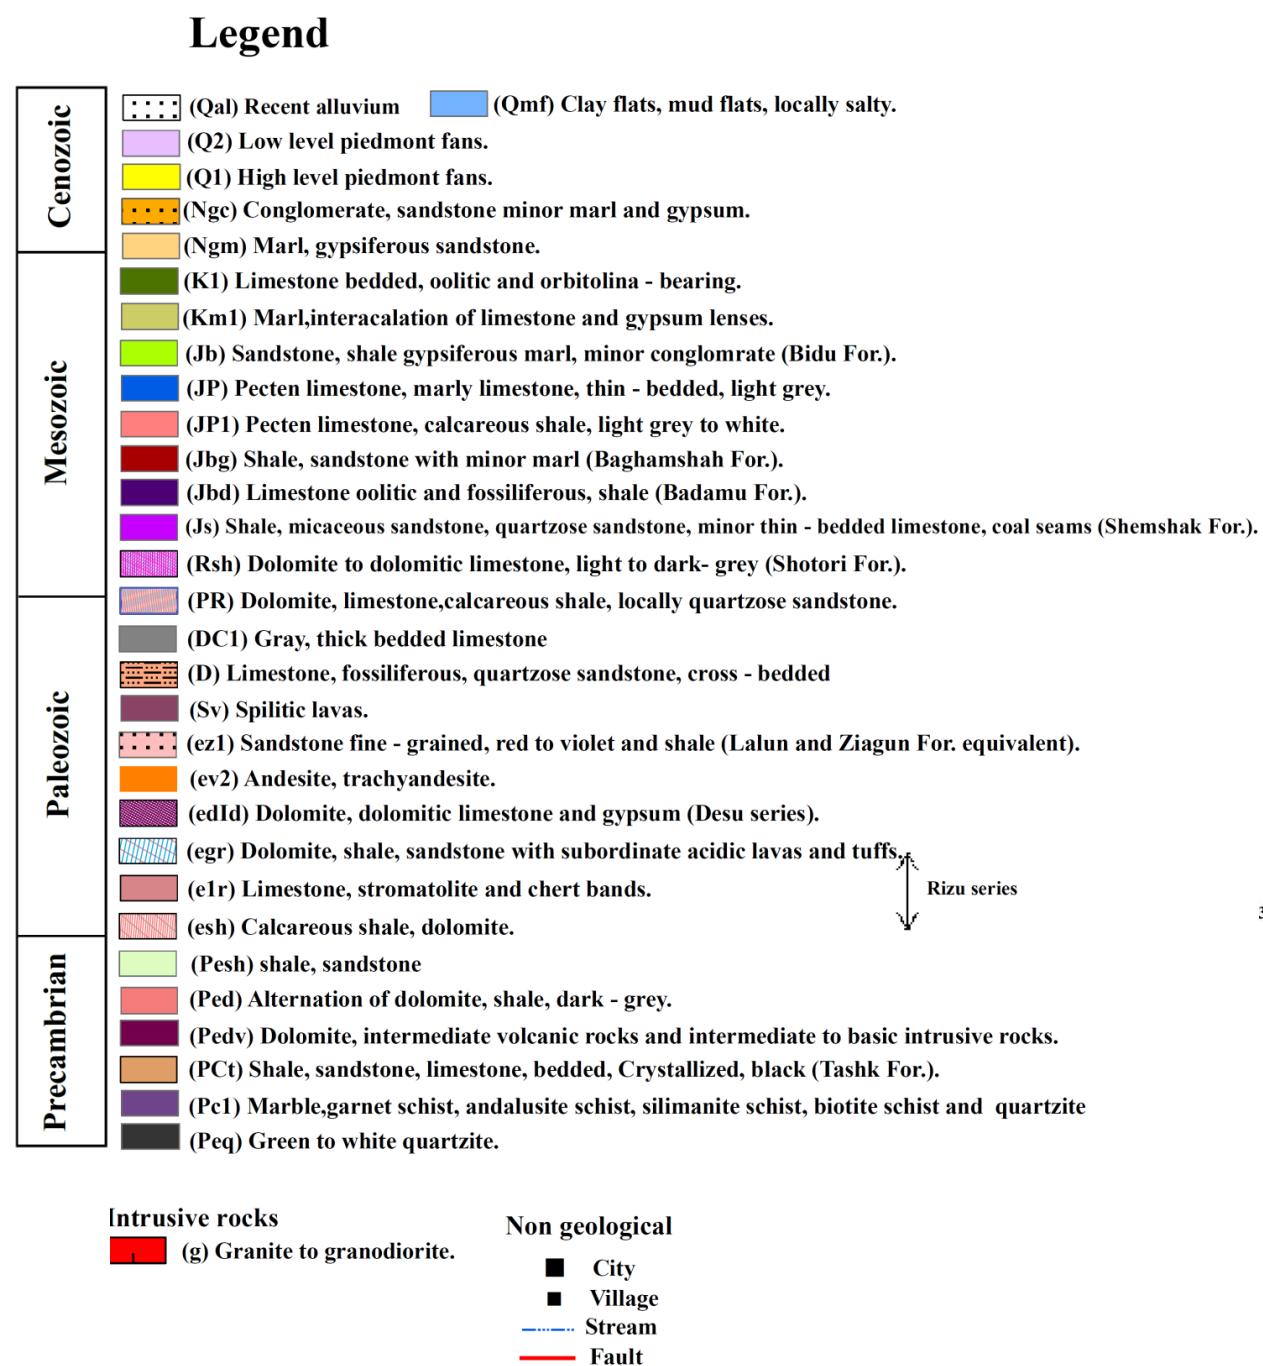 Legend
Cenozoic
(Qal) Recent alluvium
(Qmf) Clay flats, mud flats, locally salty.
(Q2) Low level piedmont fans.
(Q1) High level piedmont fans.
(Ngc) Conglomerate, sandstone minor marl and gypsum.
(Ngm) Marl, gypsiferous sandstone.
Mesozoic
(K1) Limestone bedded, oolitic and orbitolina - bearing.
(Km1) Marl,interacalation of limestone and gypsum lenses.
(Jb) Sandstone, shale gypsiferous marl, minor conglomrate (Bidu For.).
(JP) Pecten limestone, marly limestone, thin - bedded, light grey.
(JP1) Pecten limestone, calcareous shale, light grey to white.
(Jbg) Shale, sandstone with minor marl (Baghamshah For.).
(Jbd) Limestone oolitic and fossiliferous, shale (Badamu For.).
(Js) Shale, micaceous sandstone, quartzose sandstone, minor thin - bedded limestone, coal seams (Shemshak For.).
(Rsh) Dolomite to dolomitic limestone, light to dark- grey (Shotori For.).
Paleozoic
(PR) Dolomite, limestone,calcareous shale, locally quartzose sandstone.
(DC1) Gray, thick bedded limestone
(D) Limestone, fossiliferous, quartzose sandstone, cross - bedded
(Sv) Spilitic lavas.
(ez1) Sandstone fine - grained, red to violet and shale (Lalun and Ziagun For. equivalent).
(ev2) Andesite, trachyandesite.
(edId) Dolomite, dolomitic limestone and gypsum (Desu series).
(egr) Dolomite, shale, sandstone with subordinate acidic lavas and tuffs.
(e1r) Limestone, stromatolite and chert bands.
Rizu series
(esh) Calcareous shale, dolomite.
Precambrian
(Pesh) shale, sandstone
(Ped) Alternation of dolomite, shale, dark - grey.
(Pedv) Dolomite, intermediate volcanic rocks and intermediate to basic intrusive rocks.
(PCt) Shale, sandstone, limestone, bedded, Crystallized, black (Tashk For.).
(Pc1) Marble,garnet schist, andalusite schist, silimanite schist, biotite schist and quartzite
(Peq) Green to white quartzite.
Intrusive rocks
(g) Granite to granodiorite.
Non geological
City
Village
Stream
Fault